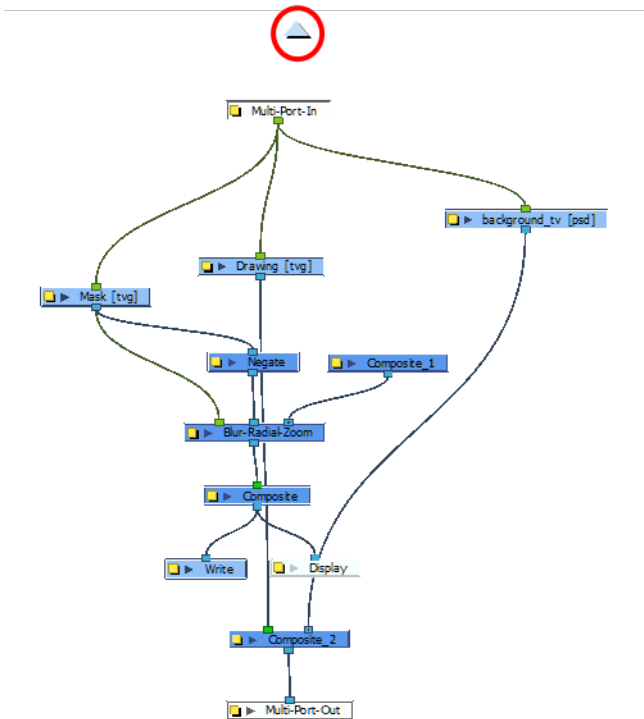 Multi-Port-In
background_tv [psd]
Drawing [tvg]
Mask [tvg]
Negate
Composite_1
Blur-Radial-Zoom
Composite
Write
Display
Composite_2
Multi-Port-Out